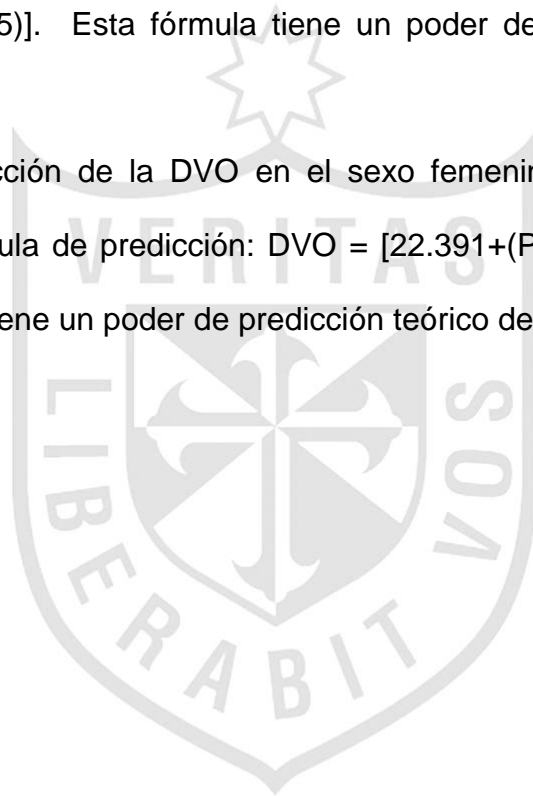 5)]. Esta fórmula tiene un poder de
cción de la DVO en el sexo femenin
ula de predicción: DVO = [22.391+(P
ene un poder de predicción teórico de
VERITAS
LIBERABIT VOS